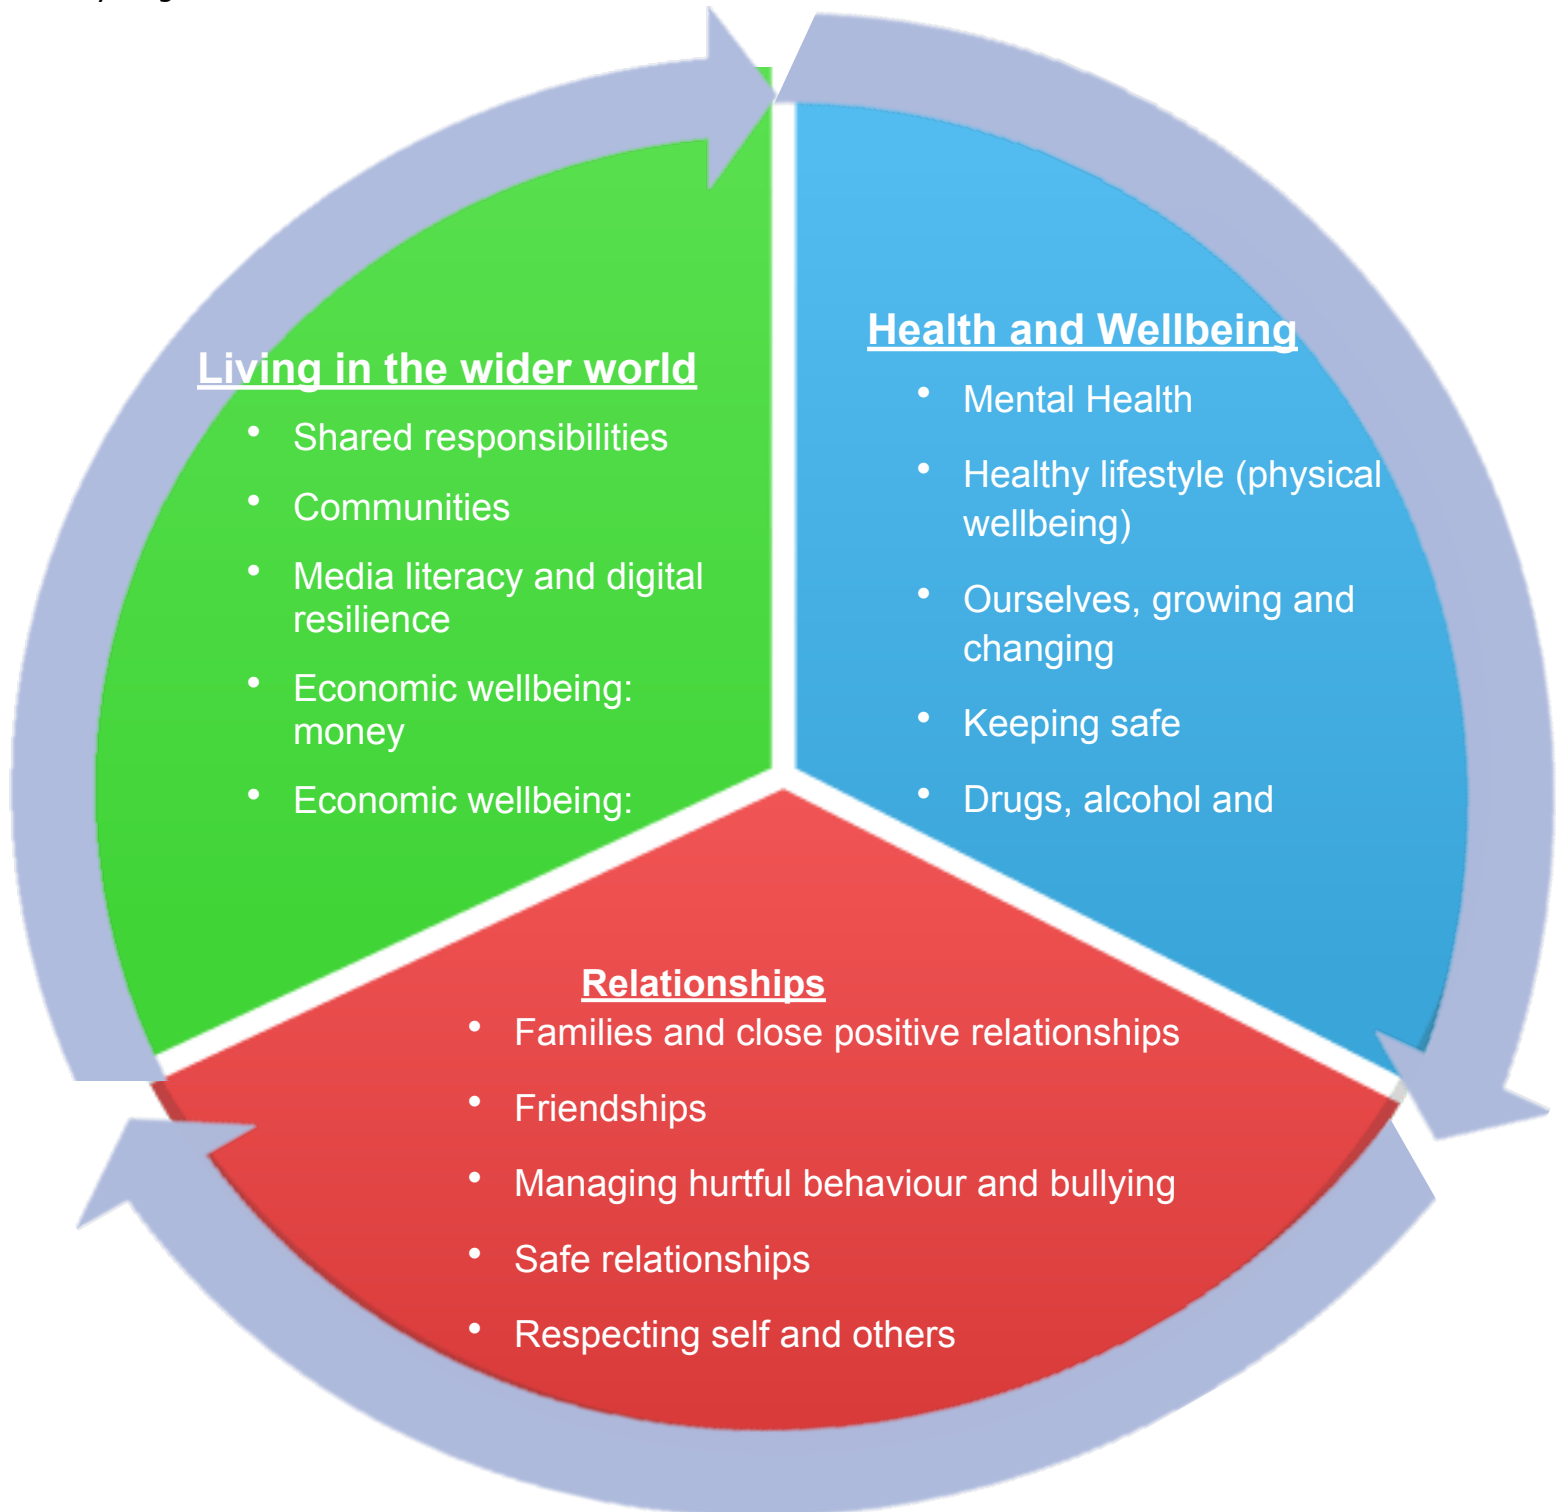 Living in the wider world
• Shared responsibilities
• Communities
• Media literacy and digital
resilience
• Economic wellbeing:
money
• Economic wellbeing:
Health and Wellbeing
• Mental Health
• Healthy lifestyle (physical
wellbeing)
• Ourselves, growing and
changing
• Keeping safe
• Drugs, alcohol and
Relationships
• Families and close positive relationships
• Friendships
• Managing hurtful behaviour and bullying
• Safe relationships
• Respecting self and others